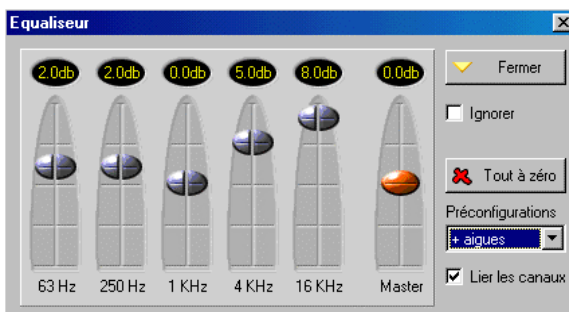 Equaliseur
2.0db 2.0db 0.0db 5.0db 8.0db 0.0db
63 Hz 250 Hz 1 KHz 4 KHz 16 KHz Master
Fermer
Ignorer
Tout à zéro
Préconfigurations
+ aigues
Lier les canaux